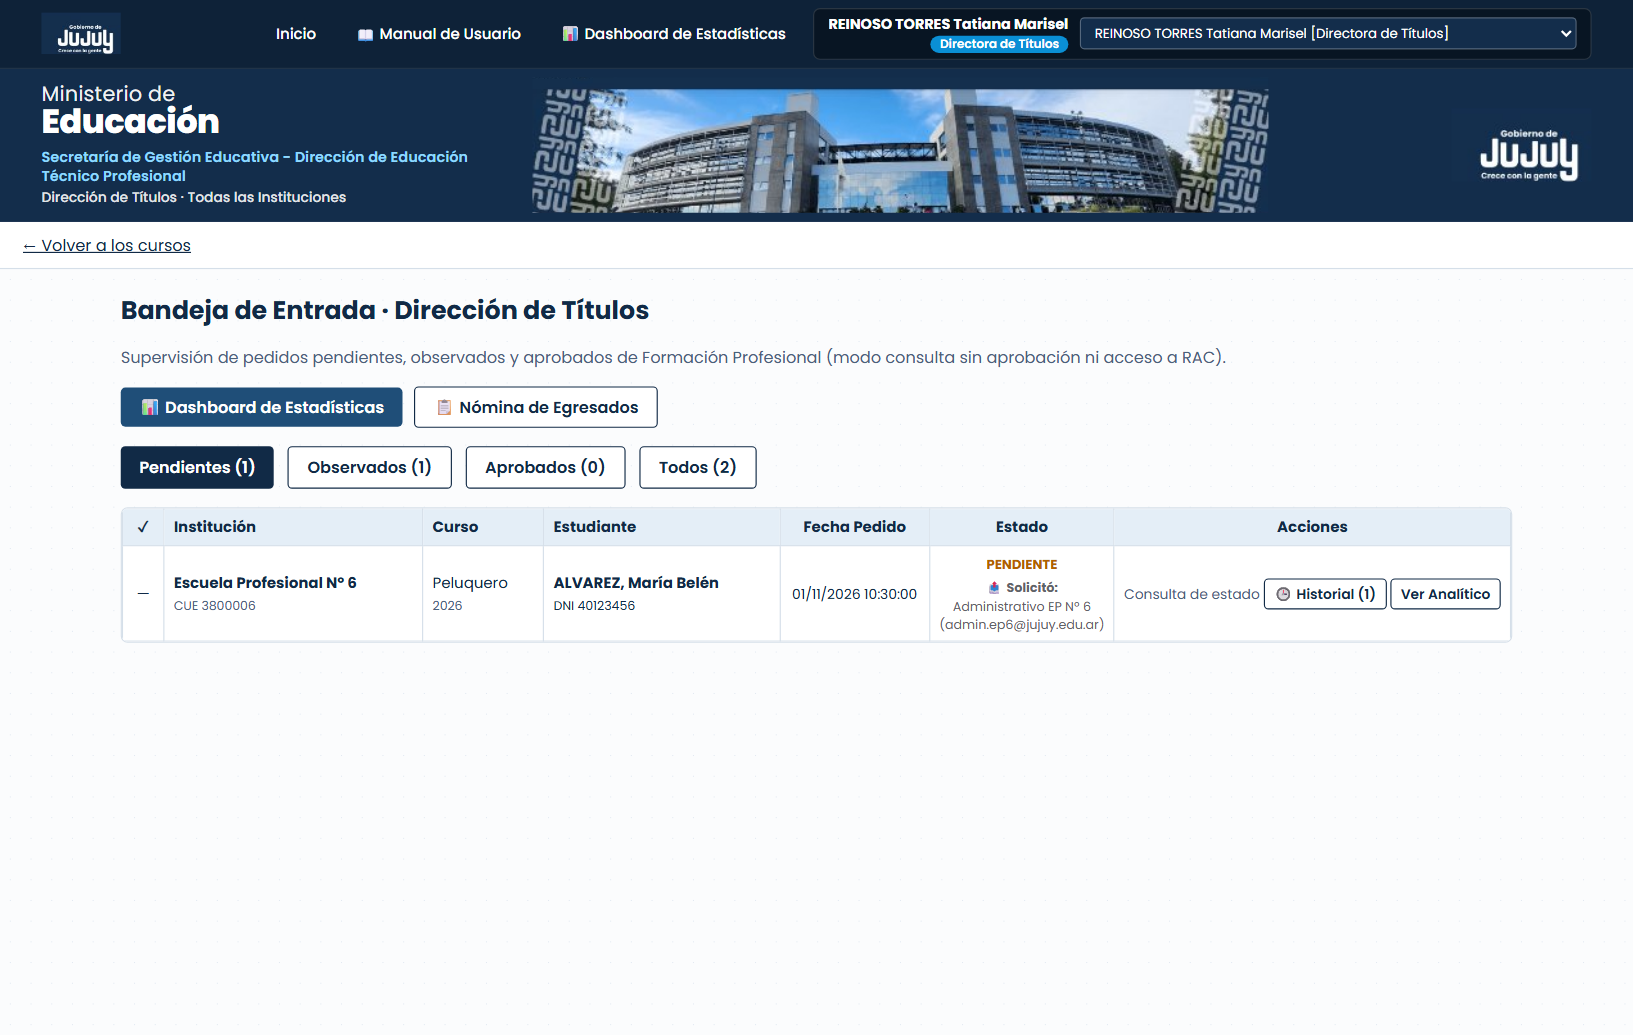 Gobierno de
JUJUY
Crece con la gente
Inicio
Manual de Usuario
Dashboard de Estadísticas
REINOSO TORRES Tatiana Marisel
Directora de Títulos
REINOSO TORRES Tatiana Marisel [Directora de Títulos]
Ministerio de
Educación
Secretaría de Gestión Educativa - Dirección de Educación
Técnico Profesional
Dirección de Títulos · Todas las Instituciones
Gobierno de
JUJUY
Crece con la gente
← Volver a los cursos
Bandeja de Entrada · Dirección de Títulos
Supervisión de pedidos pendientes, observados y aprobados de Formación Profesional (modo consulta sin aprobación ni acceso a RAC).
Dashboard de Estadísticas
Nómina de Egresados
Pendientes (1)
Observados (1)
Aprobados (0)
Todos (2)
✓ Institución Curso Estudiante Fecha Pedido Estado Acciones
—
Escuela Profesional Nº 6
CUE 3800006
Peluquero
2026
ALVAREZ, María Belén
DNI 40123456
01/11/2026 10:30:00
PENDIENTE
Solicitó:
Administrativo EP Nº 6
(admin.ep6@jujuy.edu.ar)
Consulta de estado
Historial (1)
Ver Analítico